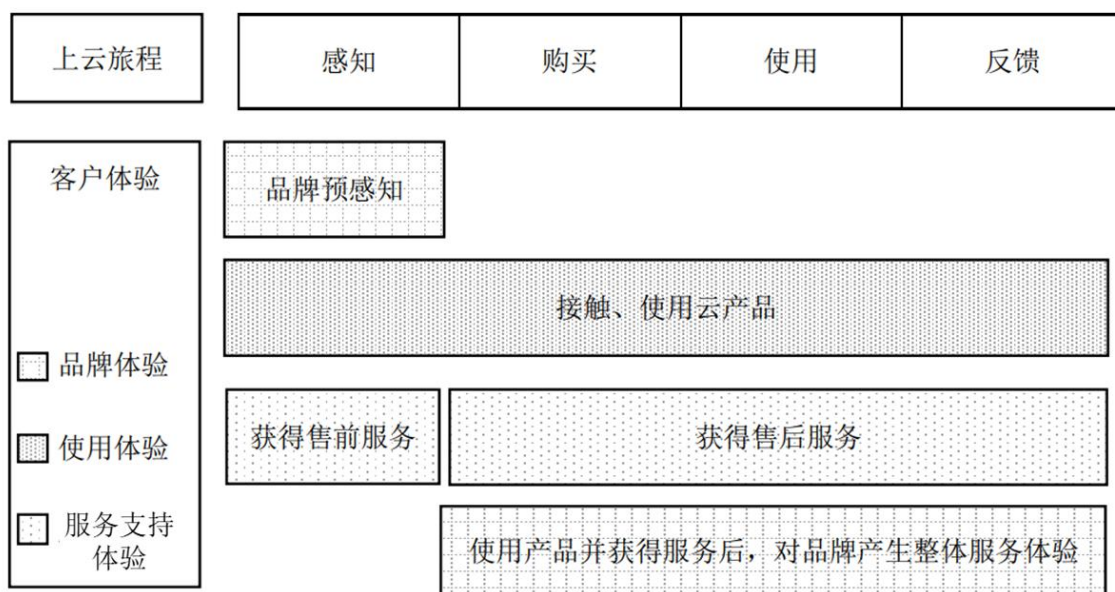 上云旅程
感知
购买
使用
反馈
客户体验
品牌预感知
接触、使用云产品
品牌体验
获得售前服务
获得售后服务
使用体验
服务支持
体验
使用产品并获得服务后，对品牌产生整体服务体验